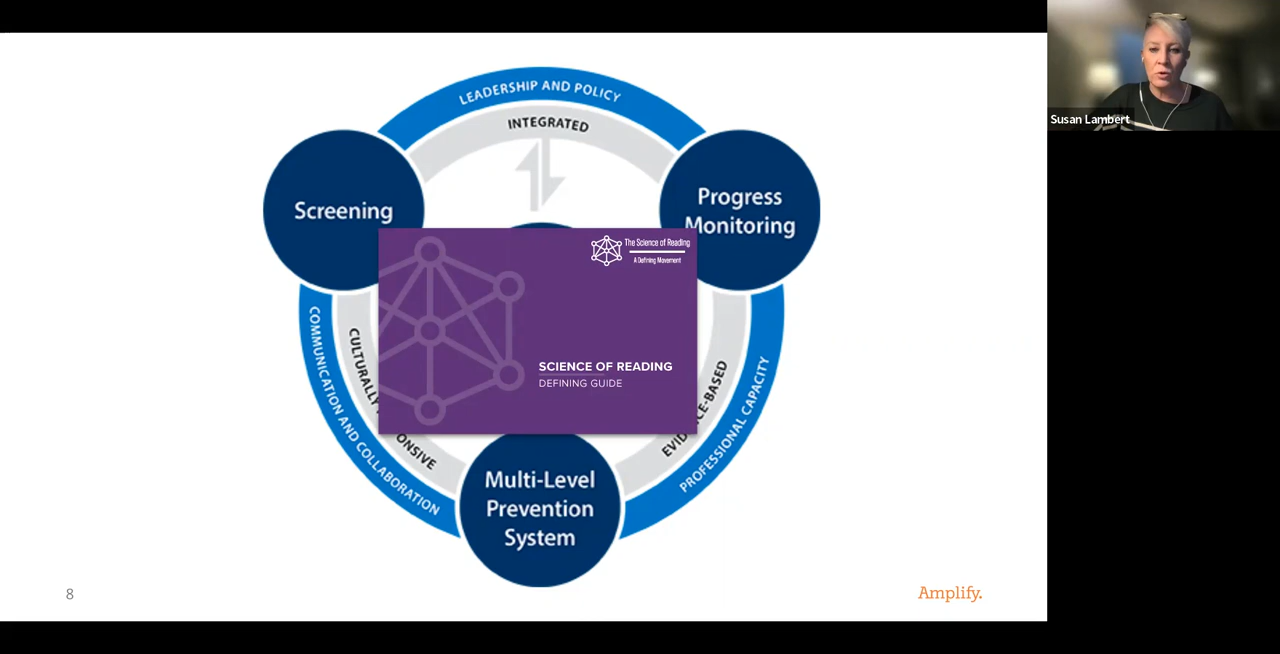 LEADERSHIP AND POLICY
INTEGRATED
Screening
Progress
Monitoring
The Science of Reading
A Defining Movement
SCIENCE OF READING
DEFINING GUIDE
COMMUNICATION AND COLLABORATION
CULTURALLY
ONSIVE
EVID
CE-BASED
PROFESSIONAL CAPACITY
Multi-Level
Prevention
System
8
Amplify.
Susan Lambert